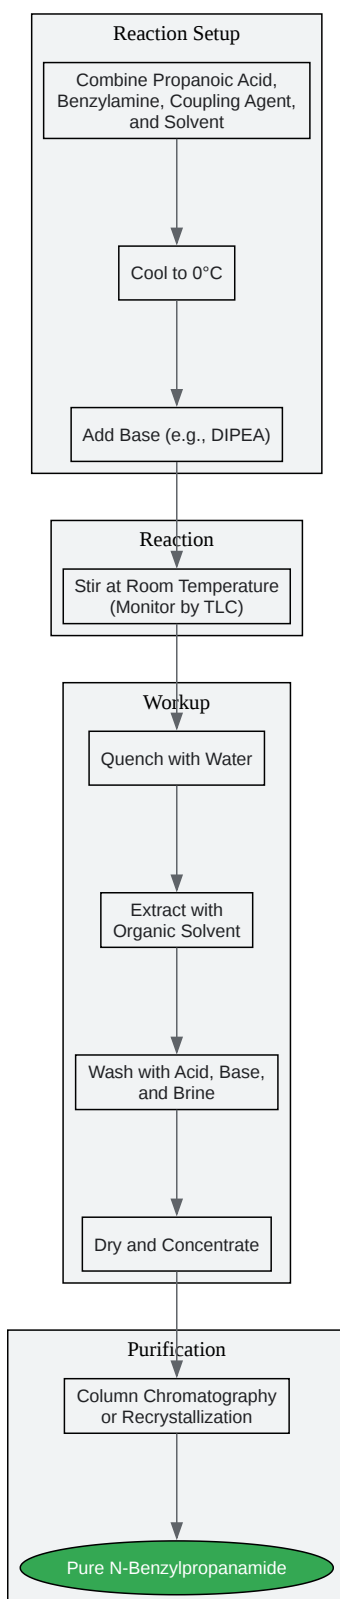 Reaction Setup
Combine Propanoic Acid,
Benzylamine, Coupling Agent,
and Solvent
Cool to 0°C
Add Base (e.g., DIPEA)
Reaction
Stir at Room Temperature
(Monitor by TLC)
Workup
Quench with Water
Extract with
Organic Solvent
Wash with Acid, Base,
and Brine
Dry and Concentrate
Purification
Column Chromatography
or Recrystallization
Pure N-Benzylpropanamide